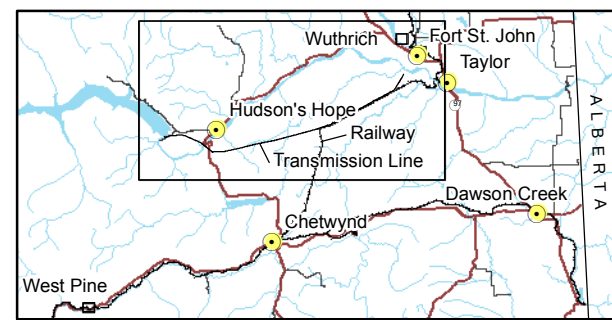 Wuthrich
Fort St. John
Taylor
97
Hudson's Hope
Railway
Transmission Line
ALBERTA
Dawson Creek
Chetwynd
West Pine